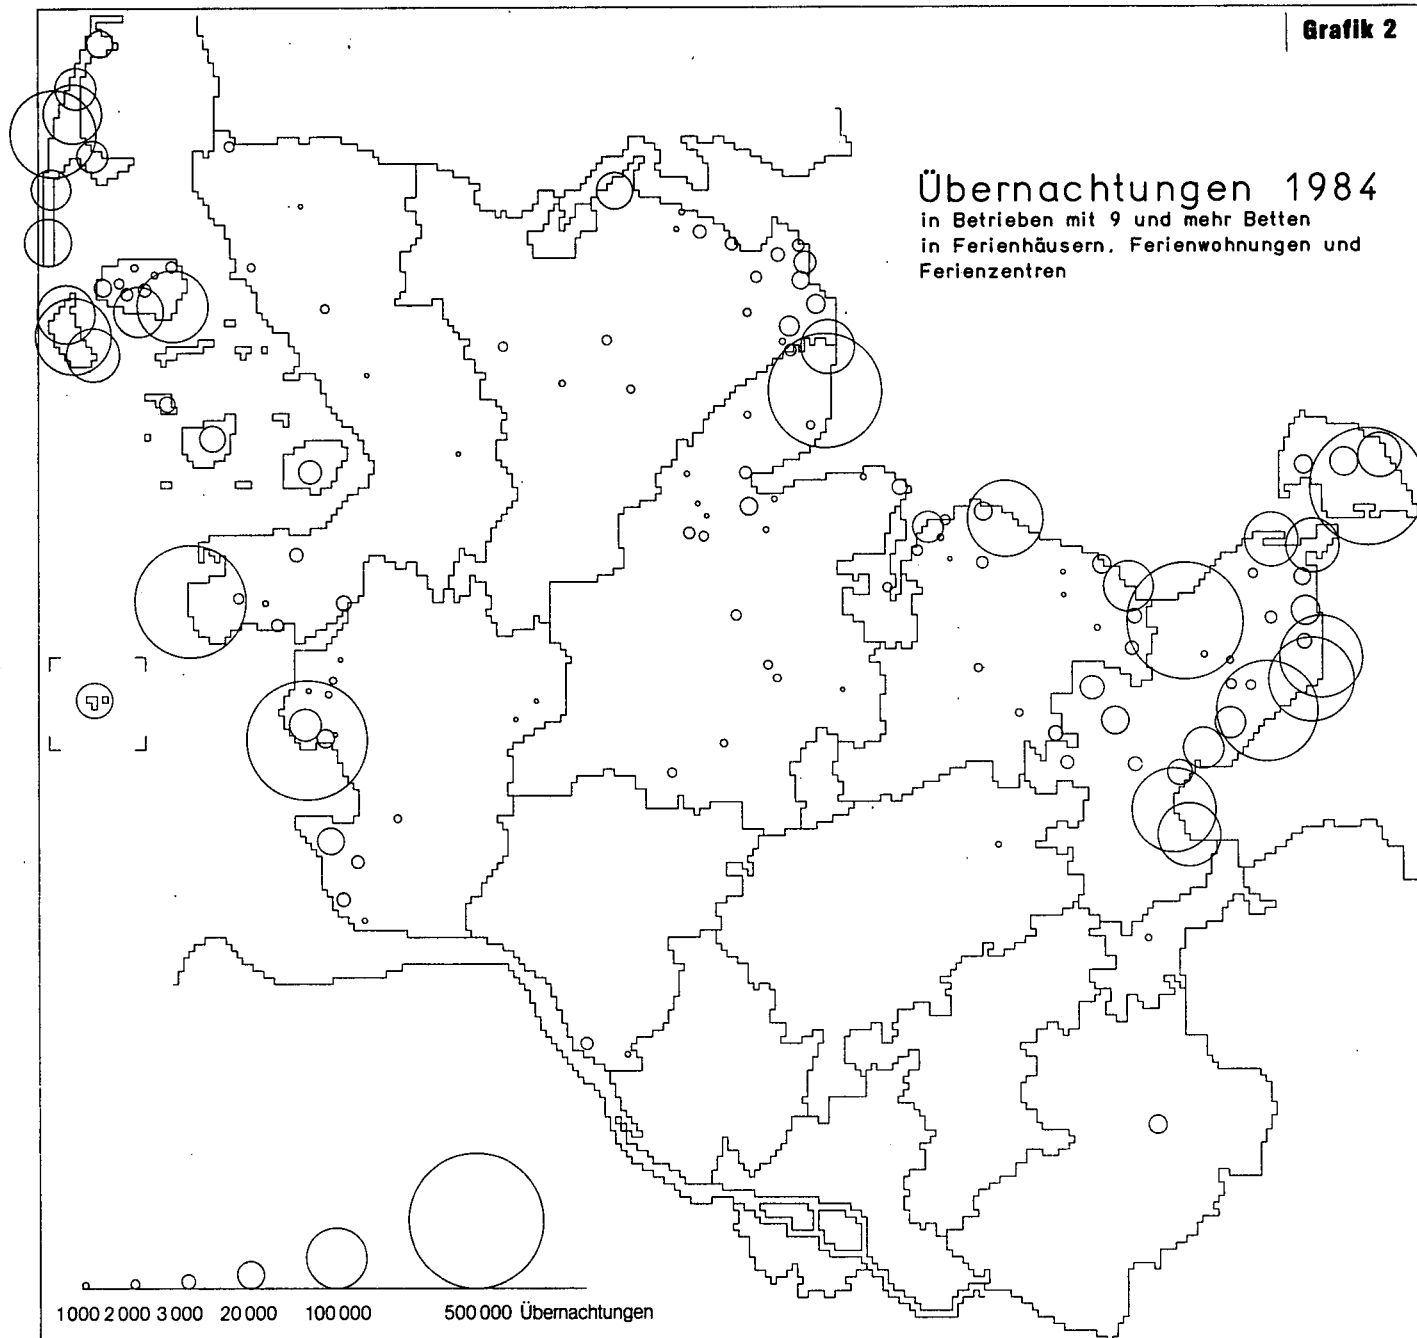 Grafik 2
Übernachtungen 1984
in Betrieben mit 9 und mehr Betten
in Ferienhäusern. Ferienwohnungen und
Ferienzentren
1000 2000 3000 20000 100000 500000 Übernachtungen